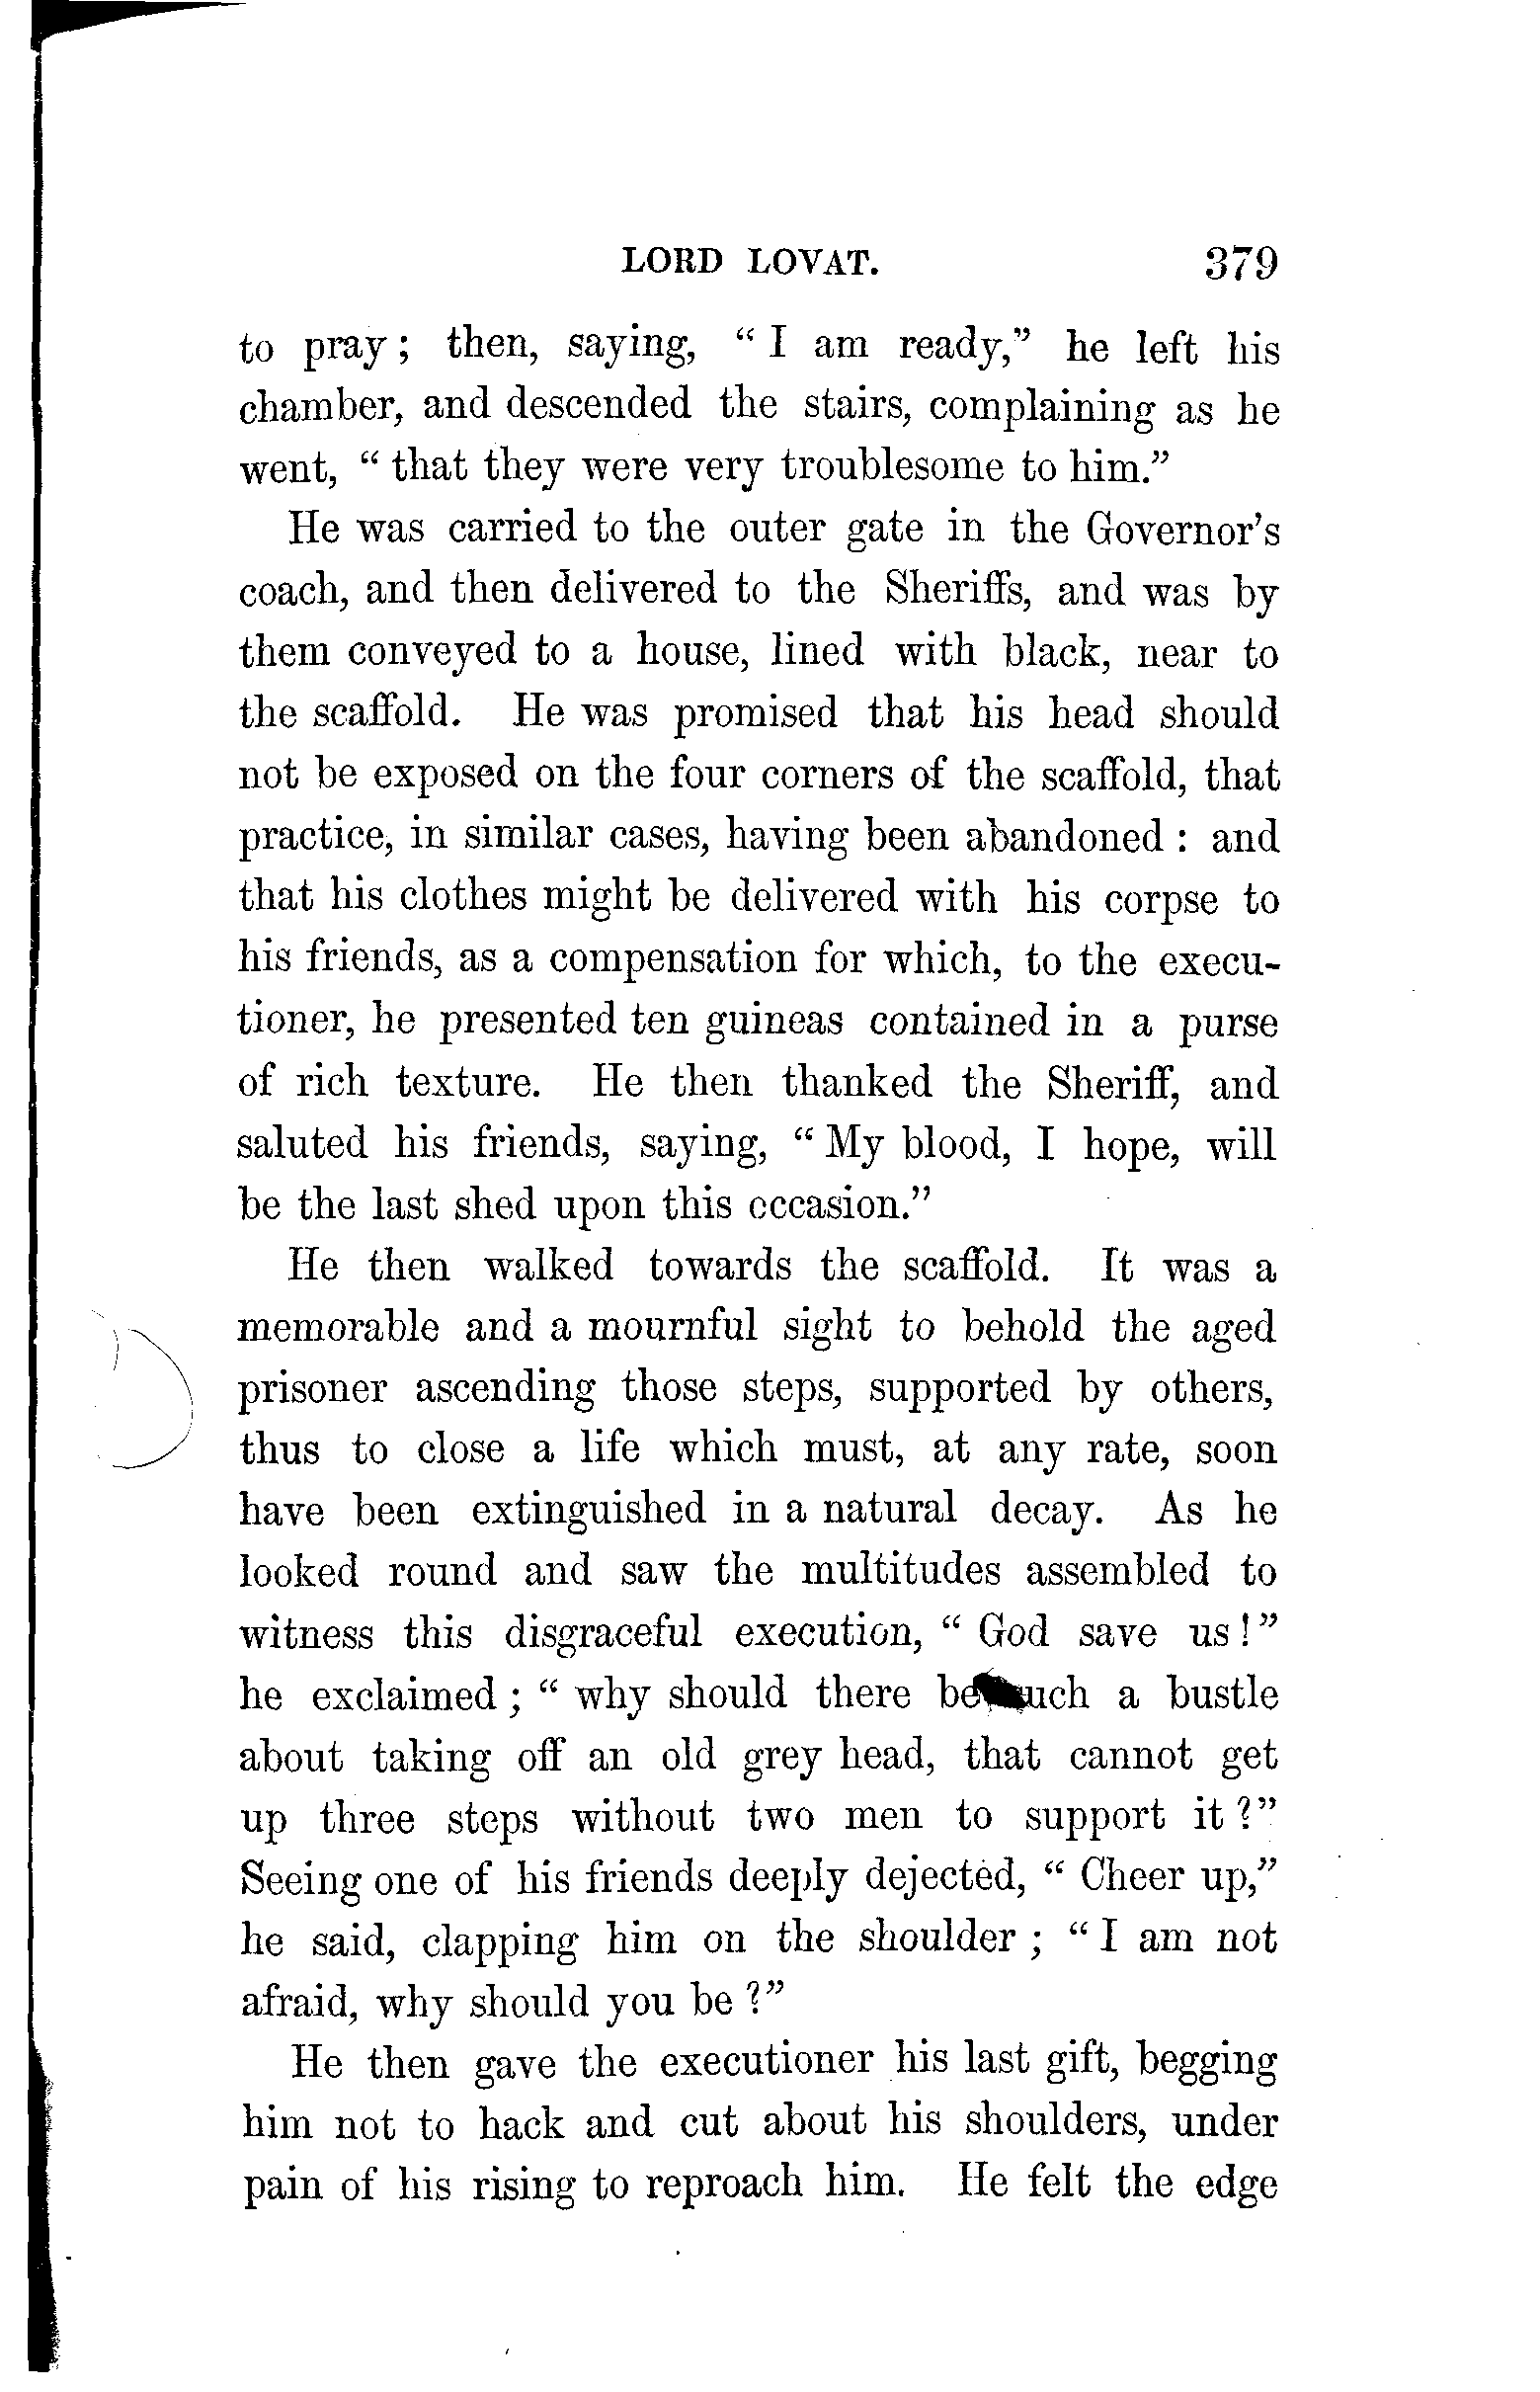 LORD LOVAT. 379
to pray; then, saying, "I am ready," he left his
chamber, and descended the stairs, complaining as he
went, "that they were very troublesome to him."
He was carried to the outer gate in the Governor's
coach, and then delivered to the Sheriffs, and was by
them conveyed to a house, lined with black, near to
the scaffold. He was promised that his head should
not be exposed on the four corners of the scaffold, that
practice, in similar cases, having been abandoned: and
that his clothes might be delivered with his corpse to
his friends, as a compensation for which, to the execu-
tioner, he presented ten guineas contained in a purse
of rich texture. He then thanked the Sheriff, and
saluted his friends, saying, "My blood, I hope, will
be the last shed upon this occasion."
He then walked towards the scaffold. It was a
memorable and a mournful sight to behold the aged
prisoner ascending those steps, supported by others,
thus to close a life which must, at any rate, soon
have been extinguished in a natural decay. As he
looked round and saw the multitudes assembled to
witness this disgraceful execution, "God save us!"
he exclaimed; "why should there be such a bustle
about taking off an old grey head, that cannot get
up three steps without two men to support it?"
Seeing one of his friends deeply dejected, "Cheer up,"
he said, clapping him on the shoulder; "I am not
afraid, why should you be?"
He then gave the executioner his last gift, begging
him not to hack and cut about his shoulders, under
pain of his rising to reproach him. He felt the edge